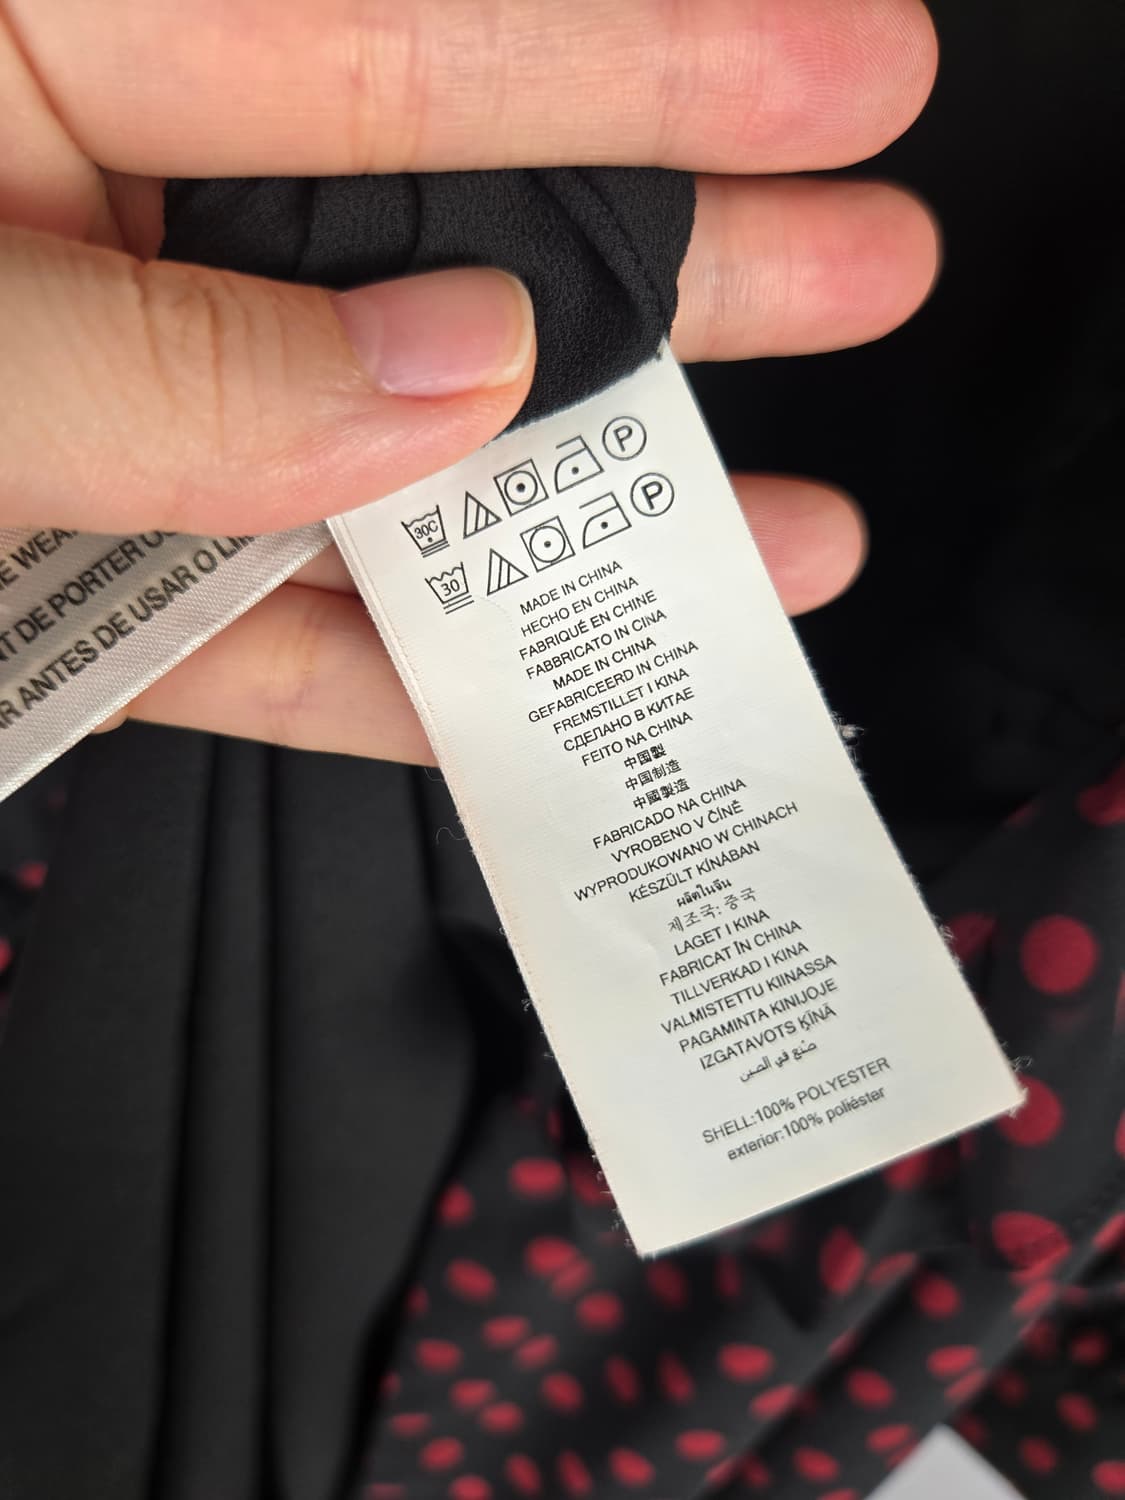 E WEA
T DE PORTER
R ANTES DE USAR O
30C P
30 P
MADE IN CHINA
HECHO EN CHINA
FABRIQUÉ EN CHINE
FABBRICATO IN CINA
MADE IN CHINA
GEFABRICEERD IN CHINA
FREMSTILLET I KINA
СДЕЛАНО В КИТАЕ
FEITO NA CHINA
中国製
中国制造
中國製造
FABRICADO NA CHINA
VYROBENO V ČÍNĚ
WYPRODUKOWANO W CHINACH
KÉSZÜLT KÍNÁBAN
ผลิตในจีน
제조국: 중국
LAGET I KINA
FABRICAT ÎN CHINA
TILLVERKAD I KINA
VALMISTETTU KIINASSA
PAGAMINTA KINIJOJE
IZGATAVOTS ĶĪNĀ
صنع في الصين
SHELL:100% POLYESTER
exterior:100% poliéster